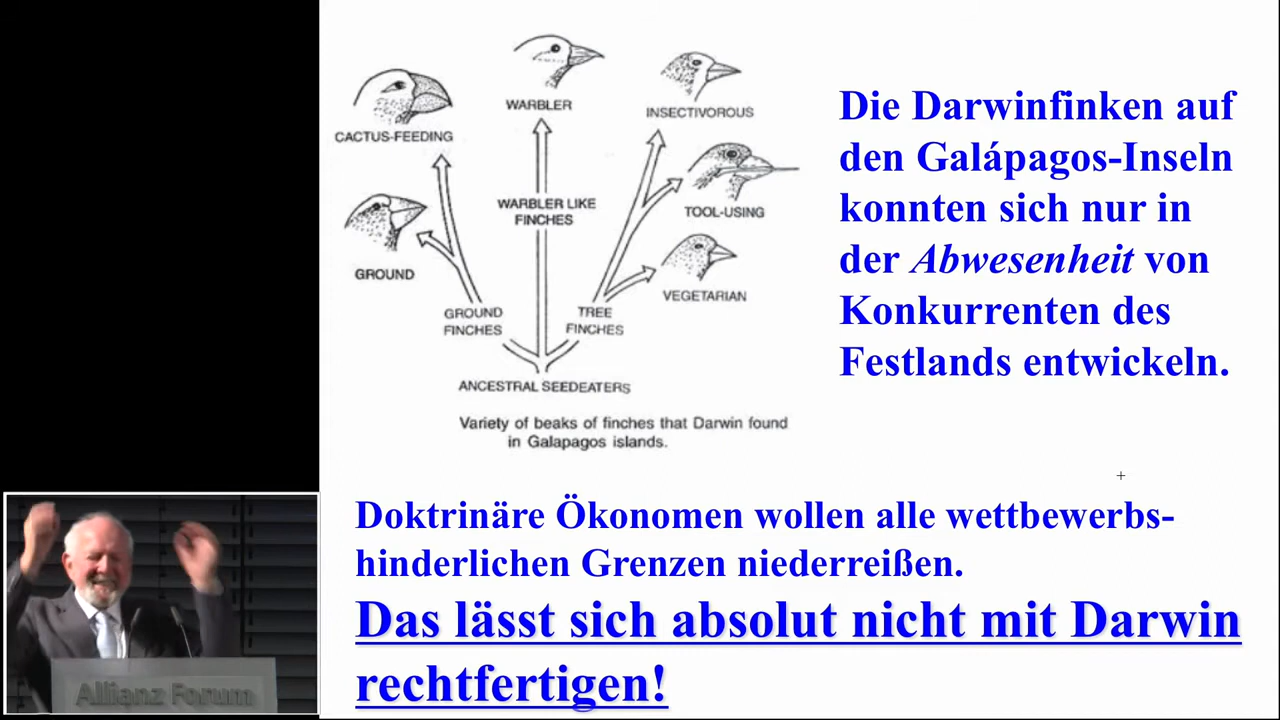 WARBLER
INSECTIVOROUS
CACTUS-FEEDING
WARBLER LIKE
FINCHES
TOOL-USING
GROUND
VEGETARIAN
GROUND
FINCHES
TREE
FINCHES
ANCESTRAL SEEDEATERS
Variety of beaks of finches that Darwin found
in Galapagos islands.
Die Darwinfinken auf
den Galápagos-Inseln
konnten sich nur in
der Abwesenheit von
Konkurrenten des
Festlands entwickeln.
Doktrinäre Ökonomen wollen alle wettbewerbs-
hinderlichen Grenzen niederreißen.
Das lässt sich absolut nicht mit Darwin
rechtfertigen!
Allianz Forum